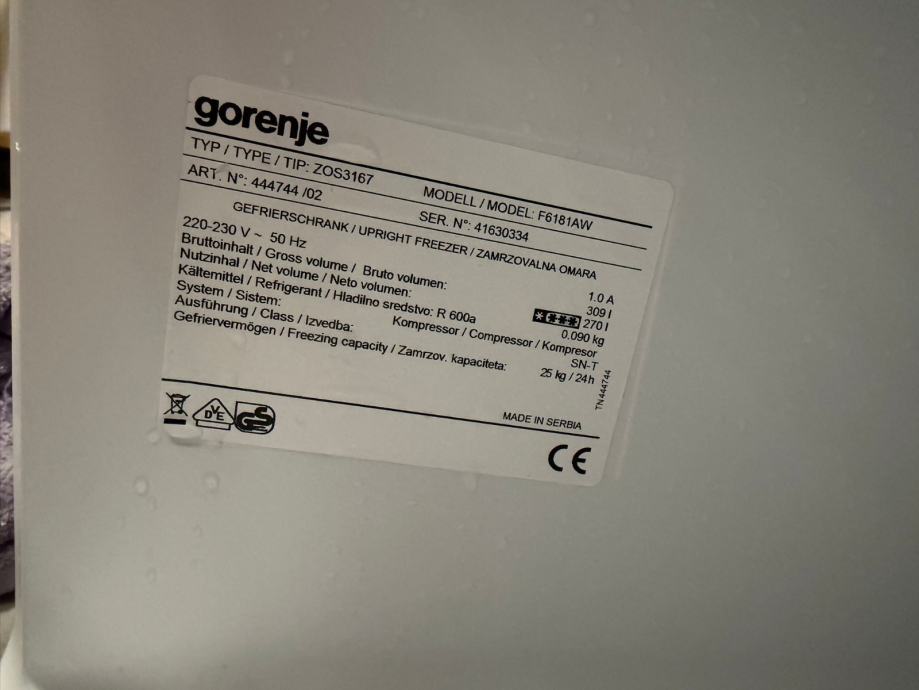 gorenje
TYP / TYPE / TIP: ZOS3167 MODELL / MODEL: F6181AW
ART. N°: 444744 /02 SER. N°: 41630334
GEFRIERSCHRANK / UPRIGHT FREEZER / ZAMRZOVALNA OMARA
220-230 V ~ 50 Hz 1.0 A
Bruttoinhalt / Gross volume / Bruto volumen: 309 l
Nutzinhal / Net volume / Neto volumen: 270 l
Kältemittel / Refrigerant / Hladilno sredstvo: R 600a 0.090 kg
System / Sistem: Kompressor / Compressor / Kompresor
Ausführung / Class / Izvedba: SN-T
Gefriervermögen / Freezing capacity / Zamrzov. kapaciteta: 25 kg / 24h
TN444744
VDE GS
MADE IN SERBIA
CE